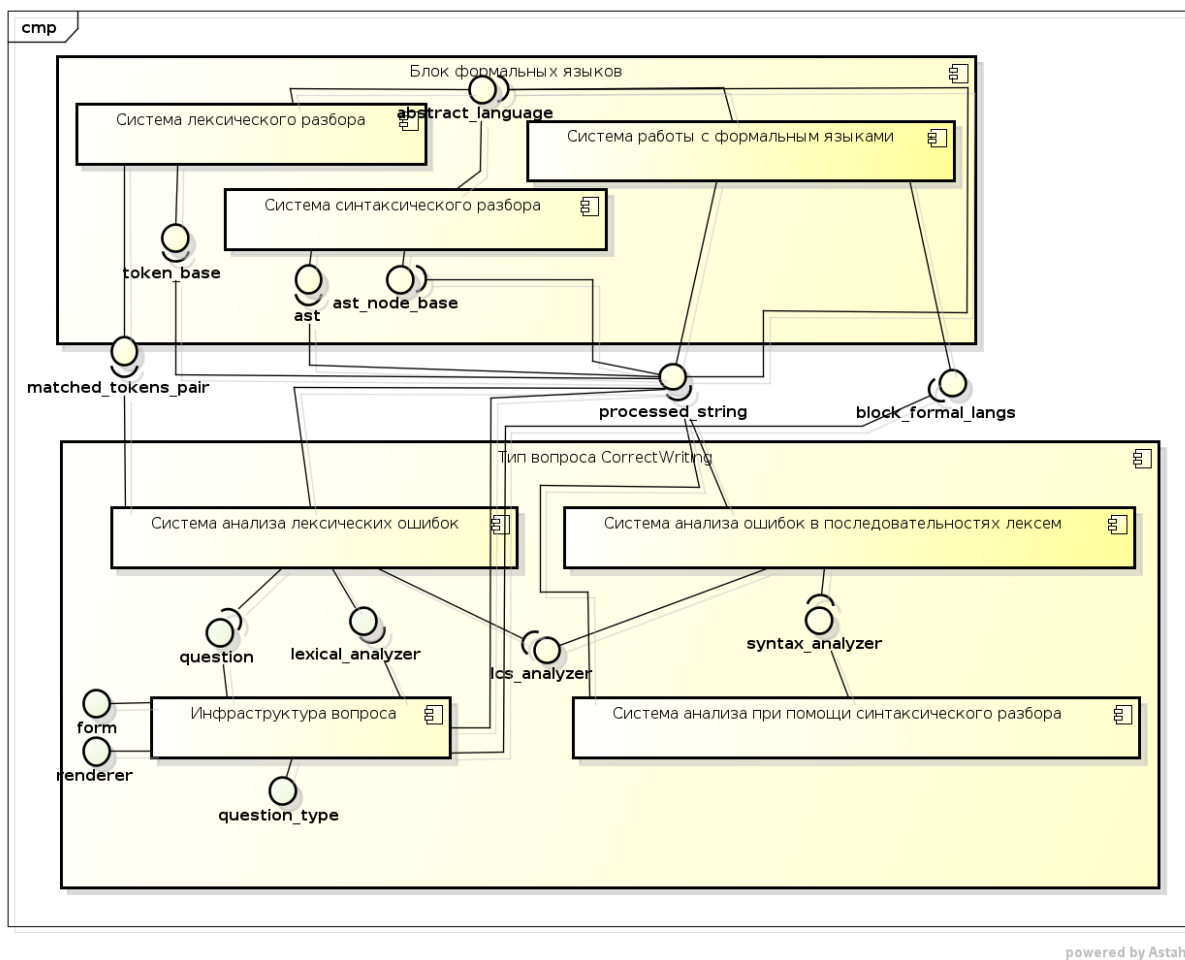 cmp
Блок формальных языков
abstract_language
Система лексического разбора
Система работы с формальным языками
Система синтаксического разбора
token_base
ast_node_base
ast
matched_tokens_pair
processed_string
block_formal_langs
Тип вопроса CorrectWriting
Система анализа лексических ошибок
Система анализа ошибок в последовательностях лексем
question
lexical_analyzer
lcs_analyzer
syntax_analyzer
form
Инфраструктура вопроса
Система анализа при помощи синтаксического разбора
renderer
question_type
powered by Astah